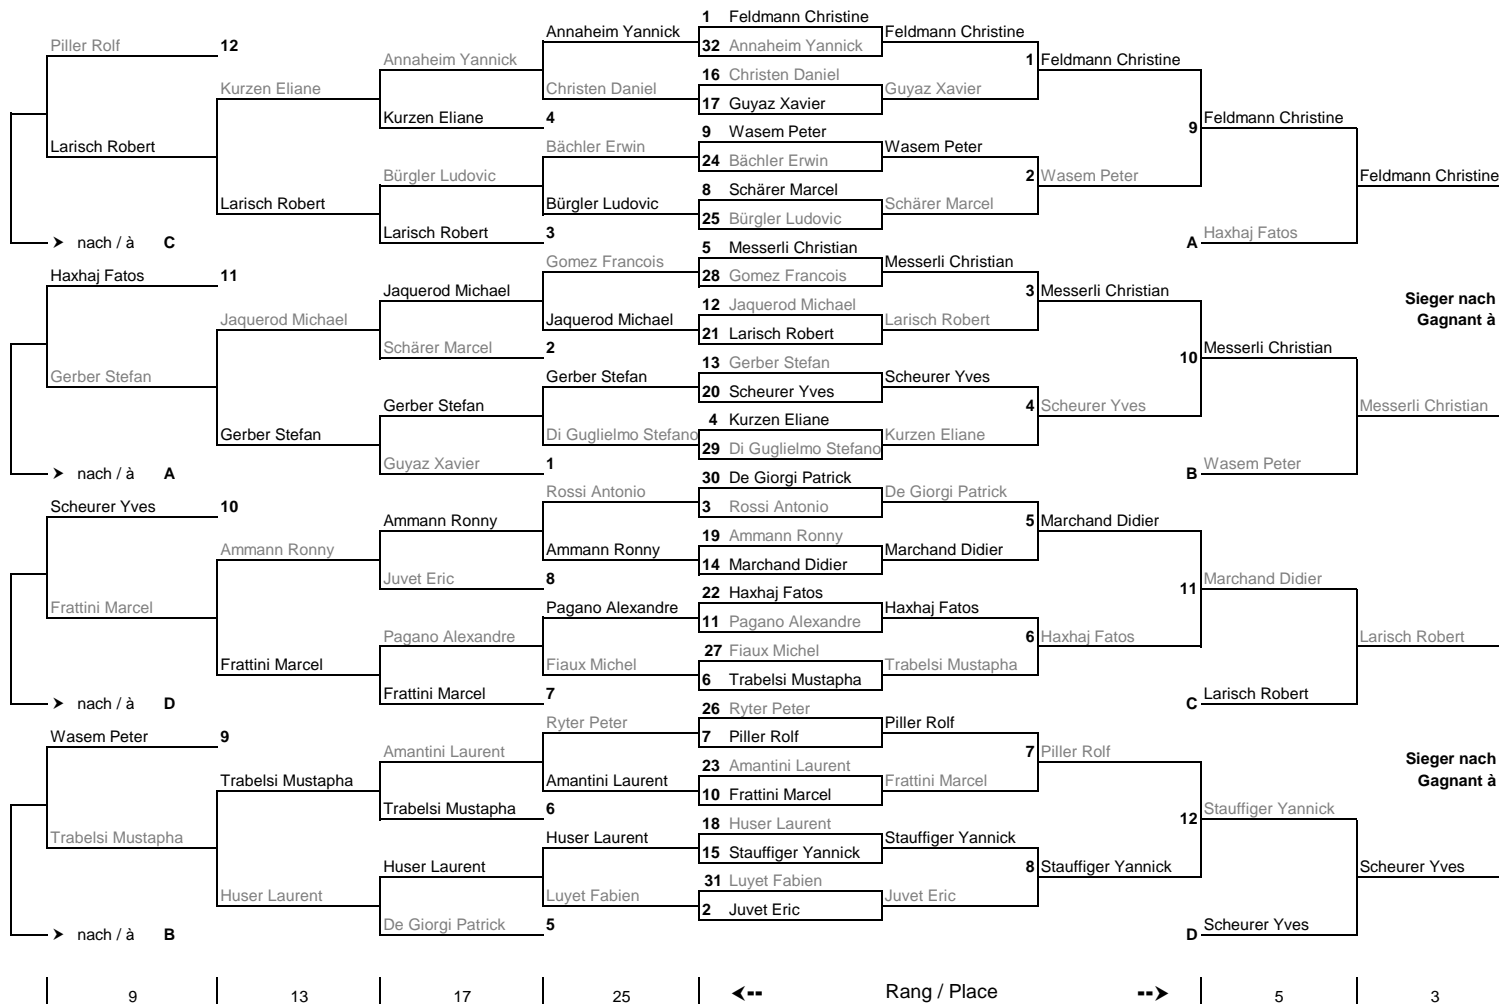 1 Feldmann Christine
Piller Rolf 12 Annaheim Yannick Feldmann Christine
32 Annaheim Yannick
Annaheim Yannick 1 Feldmann Christine
16 Christen Daniel
Kurzen Eliane Christen Daniel Guyaz Xavier
17 Guyaz Xavier
Kurzen Eliane 4 9 Feldmann Christine
9 Wasem Peter
Larisch Robert Bächler Erwin Wasem Peter
24 Bächler Erwin
Bürgler Ludovic 2 Wasem Peter Feldmann Christine
8 Schärer Marcel
Larisch Robert Bürgler Ludovic Schärer Marcel
25 Bürgler Ludovic
Larisch Robert 3 A Haxhaj Fatos
nach / à C
5 Messerli Christian
Gomez Francois Messerli Christian
Haxhaj Fatos 11 28 Gomez Francois
Jaquerod Michael 3 Messerli Christian Sieger nach
12 Jaquerod Michael
Jaquerod Michael Jaquerod Michael Larisch Robert Gagnant à
21 Larisch Robert
Schärer Marcel 2 10 Messerli Christian
13 Gerber Stefan
Gerber Stefan Gerber Stefan Scheurer Yves
20 Scheurer Yves
Gerber Stefan 4 Scheurer Yves Messerli Christian
4 Kurzen Eliane
Gerber Stefan Di Guglielmo Stefano Kurzen Eliane
29 Di Guglielmo Stefano
Guyaz Xavier 1 B Wasem Peter
nach / à A
30 De Giorgi Patrick
Rossi Antonio De Giorgi Patrick
Scheurer Yves 10 3 Rossi Antonio
Ammann Ronny 5 Marchand Didier
19 Ammann Ronny
Ammann Ronny Ammann Ronny Marchand Didier
14 Marchand Didier
Juvet Eric 8 11 Marchand Didier
22 Haxhaj Fatos
Frattini Marcel Pagano Alexandre Haxhaj Fatos
11 Pagano Alexandre
Pagano Alexandre 6 Haxhaj Fatos Larisch Robert
27 Fiaux Michel
Frattini Marcel Fiaux Michel Trabelsi Mustapha
6 Trabelsi Mustapha
Frattini Marcel 7 C Larisch Robert
nach / à D
26 Ryter Peter
Ryter Peter Piller Rolf
Wasem Peter 9 7 Piller Rolf
Amantini Laurent 7 Piller Rolf Sieger nach
23 Amantini Laurent
Trabelsi Mustapha Amantini Laurent Frattini Marcel Gagnant à
10 Frattini Marcel
Trabelsi Mustapha 6 12 Stauffiger Yannick
18 Huser Laurent
Trabelsi Mustapha Huser Laurent Stauffiger Yannick
15 Stauffiger Yannick
Huser Laurent 8 Stauffiger Yannick Scheurer Yves
31 Luyet Fabien
Huser Laurent Luyet Fabien Juvet Eric
2 Juvet Eric
De Giorgi Patrick 5 D Scheurer Yves
nach / à B
9 13 17 25 Rang / Place 5 3